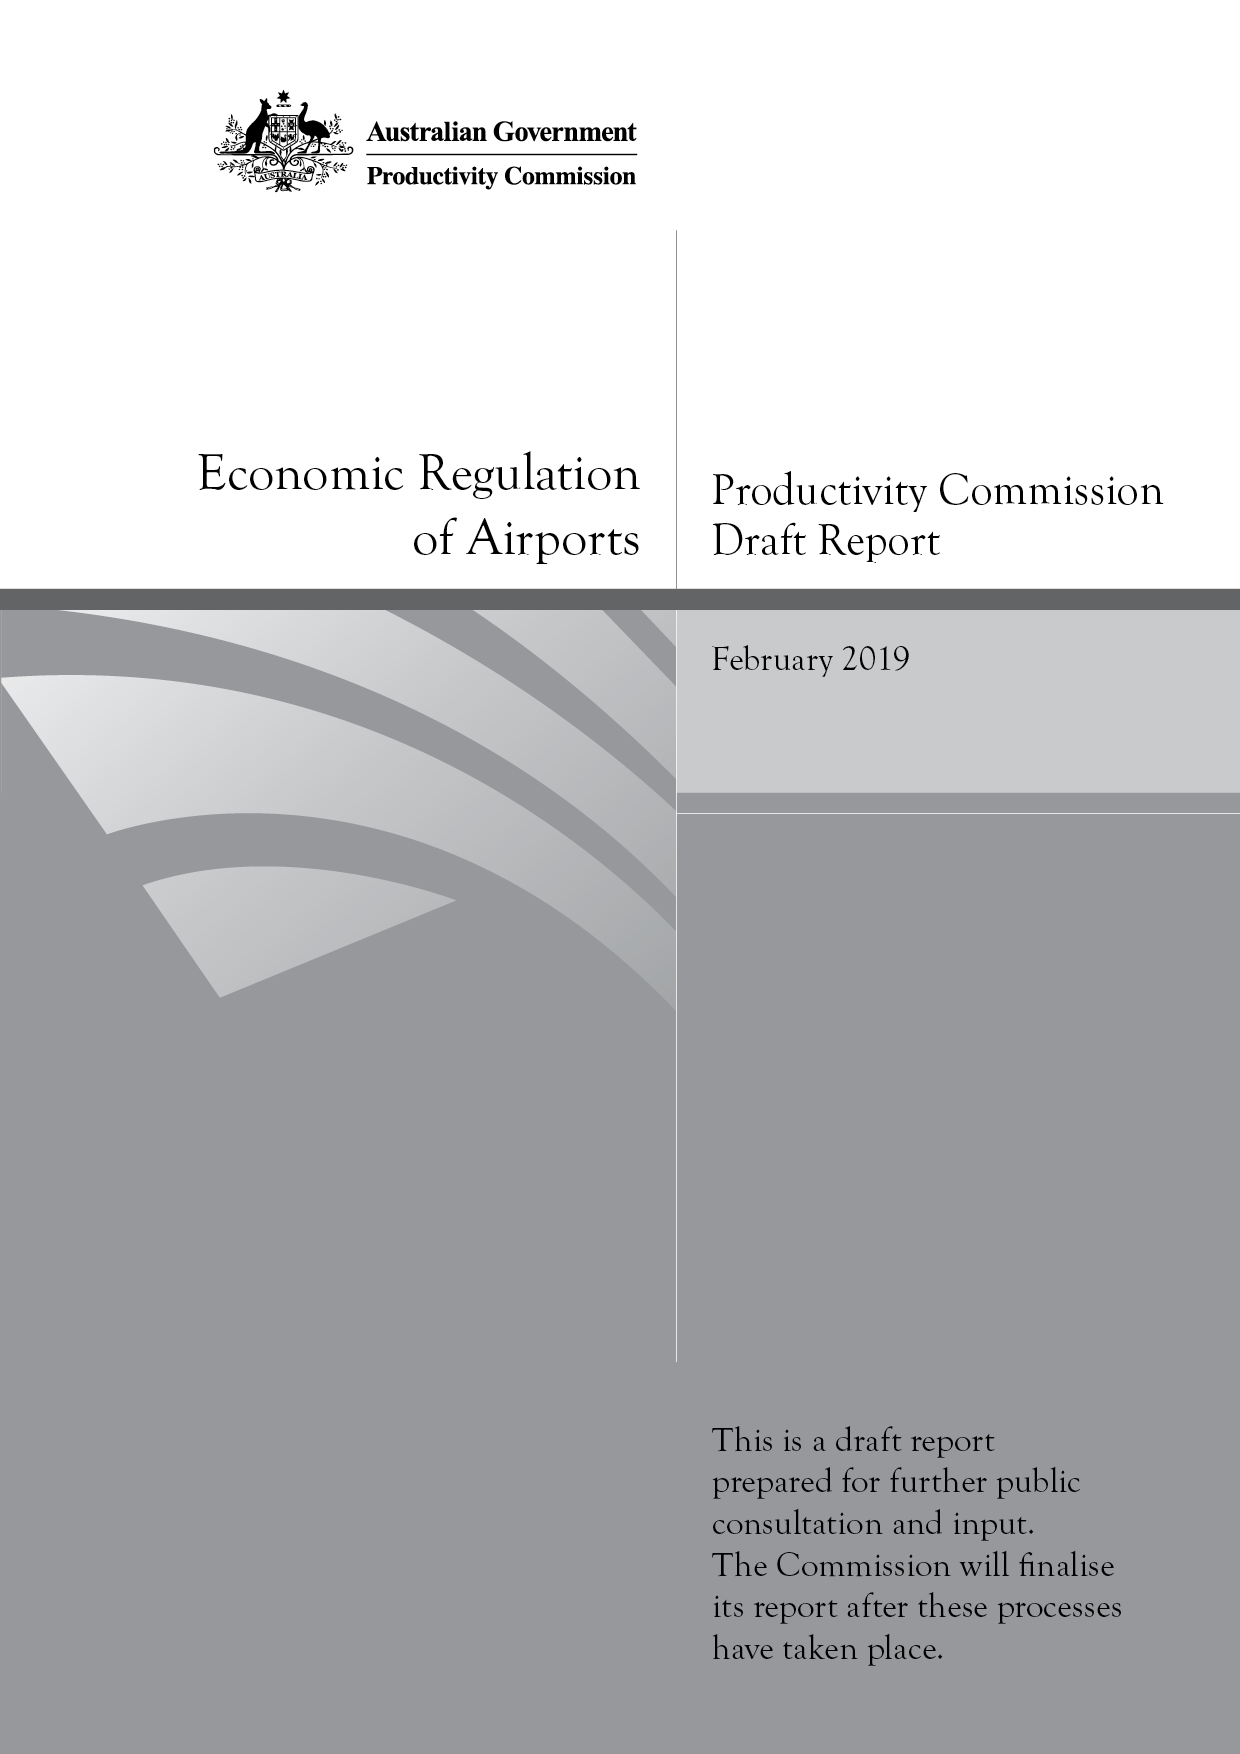 AUSTRALIA
Australian Government
Productivity Commission
Economic Regulation
of Airports
Productivity Commission
Draft Report
February 2019
This is a draft report
prepared for further public
consultation and input.
The Commission will finalise
its report after these processes
have taken place.